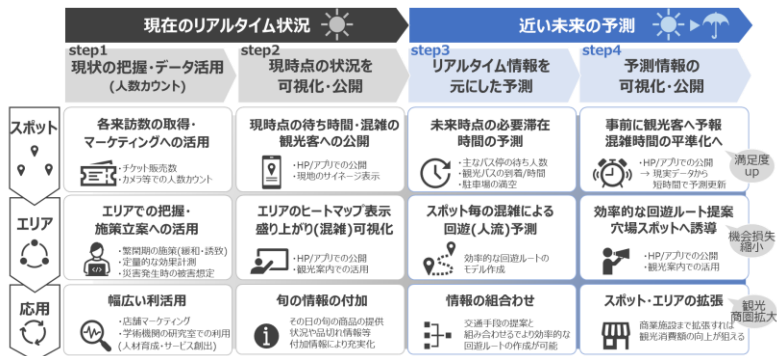 現在のリアルタイム状況
近い未来の予測
step1
現状の把握・データ活用
(人数カウント)
step2
現時点の状況を
可視化・公開
step3
リアルタイム情報を
元にした予測
step4
予測情報の
可視化・公開
スポット
各来訪数の取得・
マーケティングへの活用
・チケット販売数
・カメラ等での人数カウント
現時点の待ち時間・混雑の
観光客への公開
・HP/アプリでの公開
・現地のサイネージ表示
未来時点の必要滞在
時間の予測
・主なバス停の待ち人数
・観光バスの到着/時間
・駐車場の満空
事前に観光客へ予報
混雑時間の平準化へ
・HP/アプリでの公開
→ 現実データから
短時間で予測更新
満足度
up
エリア
エリアでの把握・
施策立案への活用
・繁閑期の施策(緩和・誘致)
・定量的な効果計測
・災害発生時の被害想定
エリアのヒートマップ表示
盛り上がり(混雑)可視化
・HP/アプリでの公開
・観光案内での活用
スポット毎の混雑による
回遊(人流)予測
効率的な回遊ルートの
モデル作成
効率的な回遊ルート提案
穴場スポットへ誘導
・HP/アプリでの公開
・観光案内での活用
機会損失
縮小
応用
幅広い利活用
・店舗マーケティング
・学術機関の研究室での利用
(人材育成・サービス創出)
旬の情報の付加
その日の旬の商品の提供
状況や品切れ情報等
付加情報により充実化
情報の組合わせ
交通手段の提案と
組み合わせるでより効率的な
回遊ルートの作成が可能
スポット・エリアの拡張
商業施設まで拡張すれば
観光消費額の向上が狙える
観光
商圏拡大